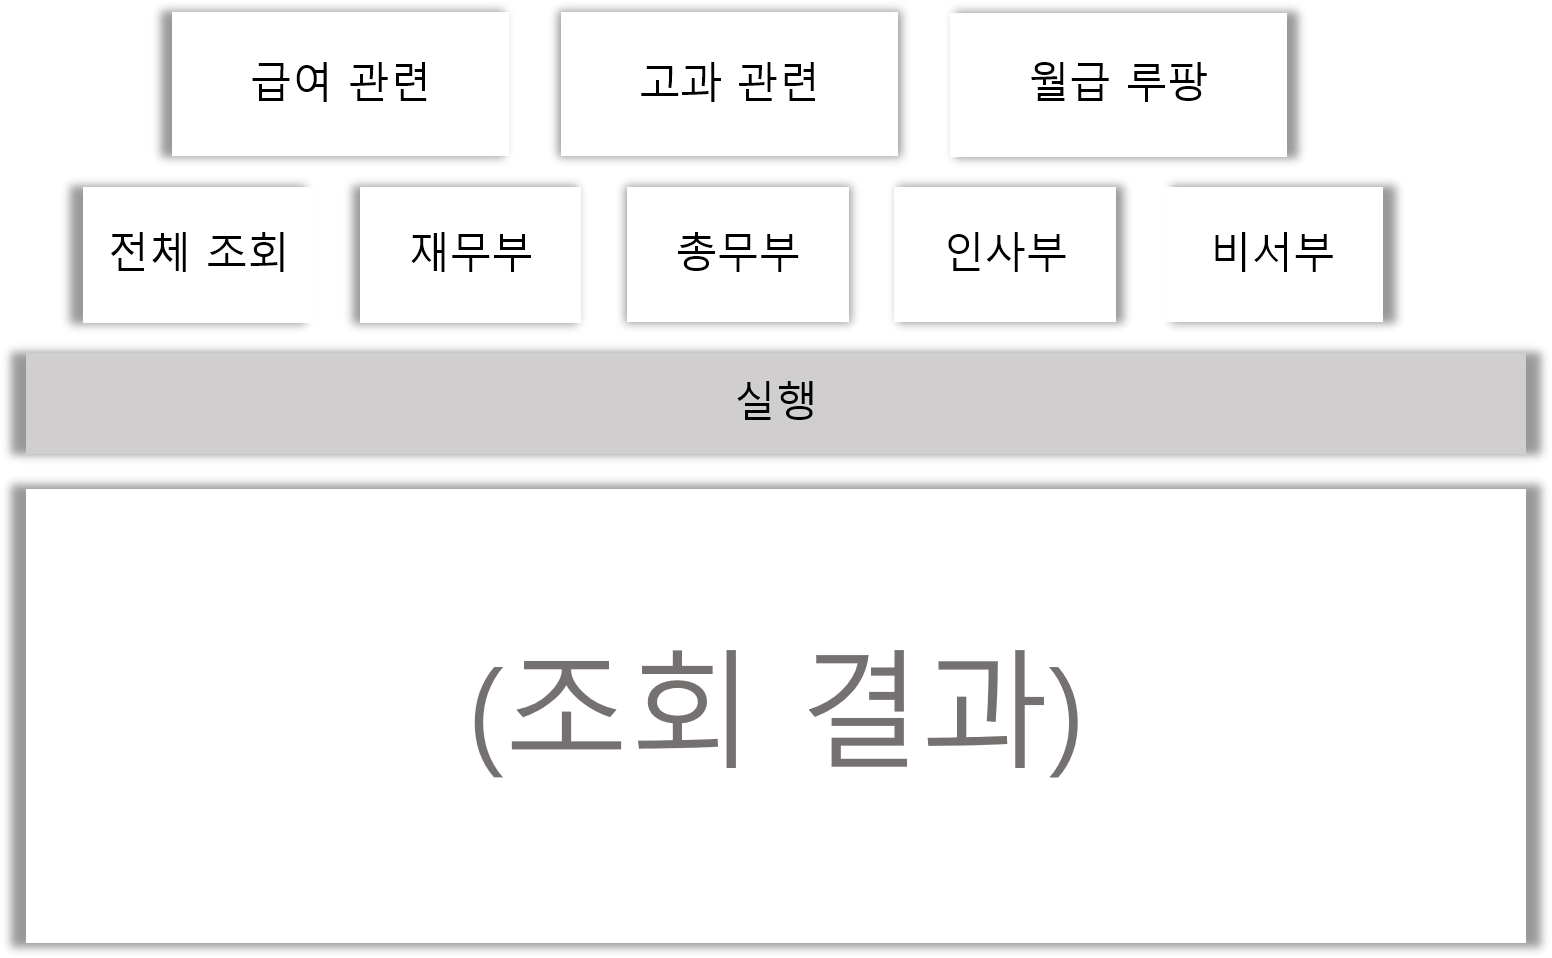 급여 관련
고과 관련
월급 루팡
전체 조회
재무부
총무부
인사부
비서부
실행
(조회 결과)